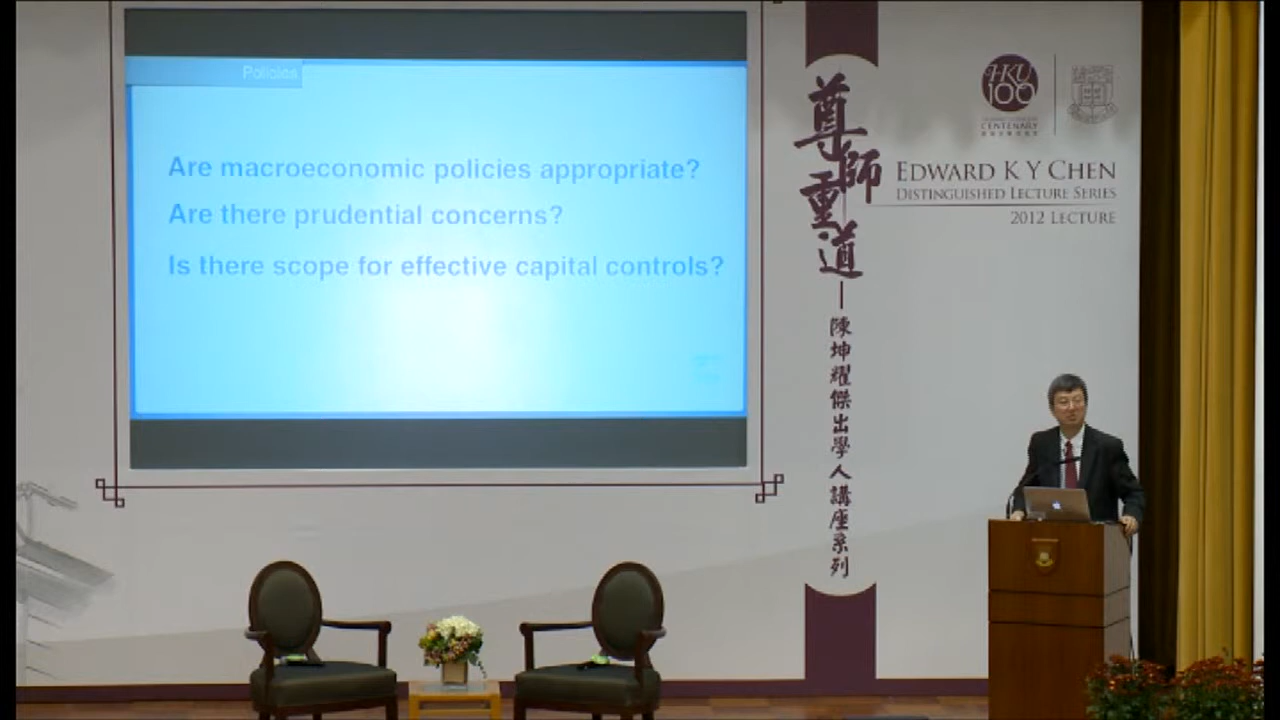 Policies
Are macroeconomic policies appropriate?
Are there prudential concerns?
Is there scope for effective capital controls?
尊師重道
陳坤耀傑出學人講座系列
HKU
100
CENTENARY
EDWARD K Y CHEN
DISTINGUISHED LECTURE SERIES
2012 LECTURE